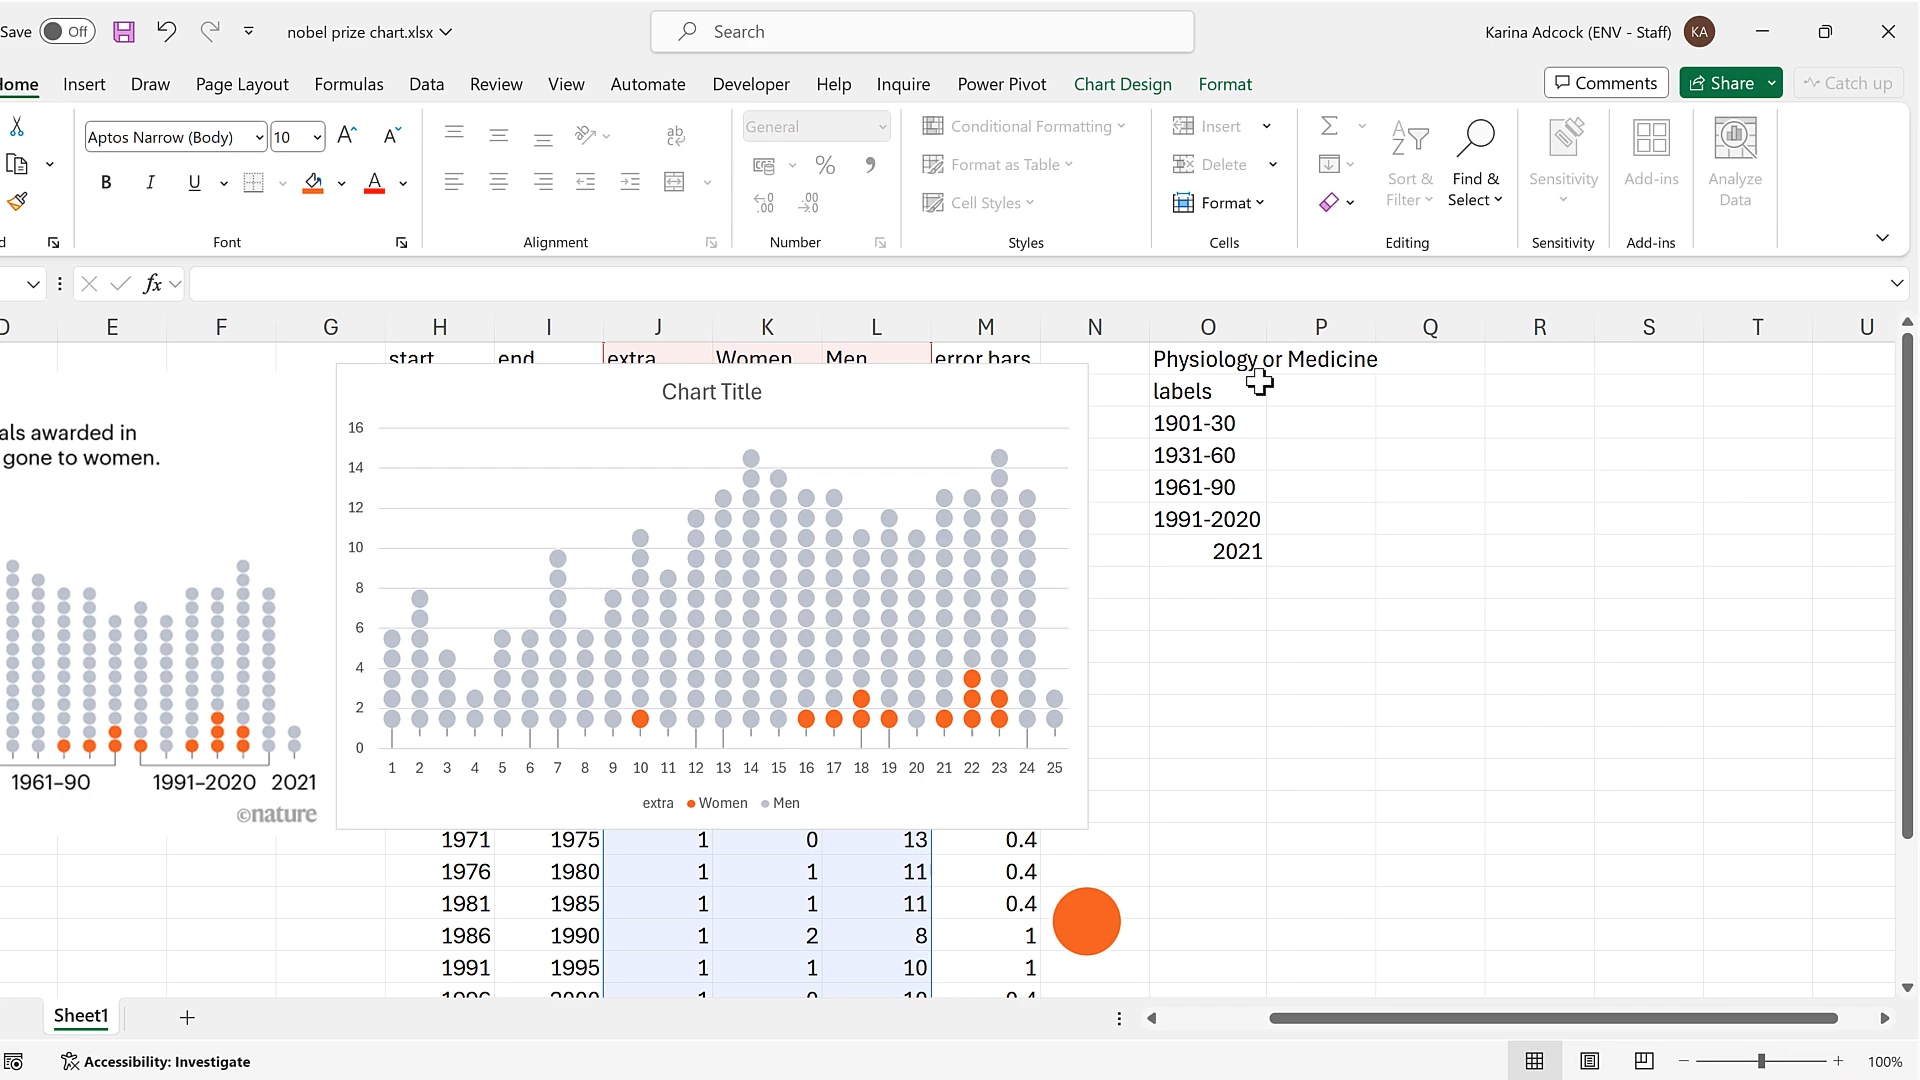 Save Off nobel prize chart.xlsx Search Karina Adcock (ENV - Staff) KA
Home Insert Draw Page Layout Formulas Data Review View Automate Developer Help Inquire Power Pivot Chart Design Format Comments Share Catch up
Aptos Narrow (Body) 10 General Conditional Formatting Insert
Format as Table Delete Sort & Filter Find & Select Sensitivity Add-ins Analyze Data
Cell Styles Format
Font Alignment Number Styles Cells Editing Sensitivity Add-ins
fx
D E F G H I J K L M N O P Q R S T U
start end extra Women Men error bars Physiology or Medicine
labels
1901-30
1931-60
1961-90
1991-2020
2021
als awarded in
gone to women.
1961–90 1991–2020 2021
©nature
Chart Title
16
14
12
10
8
6
4
2
0
1 2 3 4 5 6 7 8 9 10 11 12 13 14 15 16 17 18 19 20 21 22 23 24 25
extra Women Men
1971 1975 1 0 13 0.4
1976 1980 1 1 11 0.4
1981 1985 1 1 11 0.4
1986 1990 1 2 8 1
1991 1995 1 1 10 1
1996 2000 1 0 10 0.4
Sheet1
Accessibility: Investigate 100%